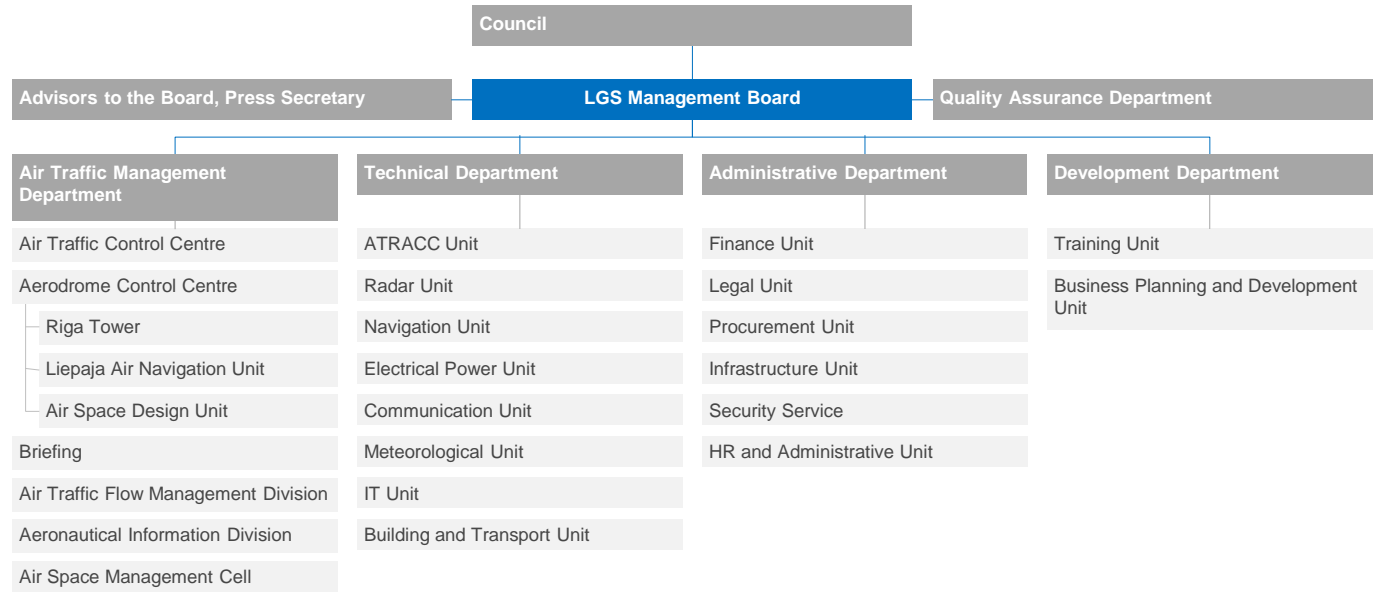 Council
Advisors to the Board, Press Secretary
LGS Management Board
Quality Assurance Department
Air Traffic Management
Department
Air Traffic Control Centre
Aerodrome Control Centre
Riga Tower
Liepaja Air Navigation Unit
Air Space Design Unit
Briefing
Air Traffic Flow Management Division
Aeronautical Information Division
Air Space Management Cell
Technical Department
ATRACC Unit
Radar Unit
Navigation Unit
Electrical Power Unit
Communication Unit
Meteorological Unit
IT Unit
Building and Transport Unit
Administrative Department
Finance Unit
Legal Unit
Procurement Unit
Infrastructure Unit
Security Service
HR and Administrative Unit
Development Department
Training Unit
Business Planning and Development
Unit